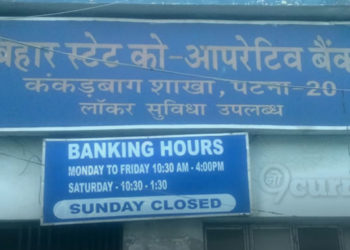 बिहार स्टेट को-आपरेटिव बैंक
कंकड़बाग शाखा, पटना-20
लॉकर सुविधा उपलब्ध
BANKING HOURS
MONDAY TO FRIDAY 10:30 AM - 4:00PM
SATURDAY - 10:30 - 1:30
SUNDAY CLOSED